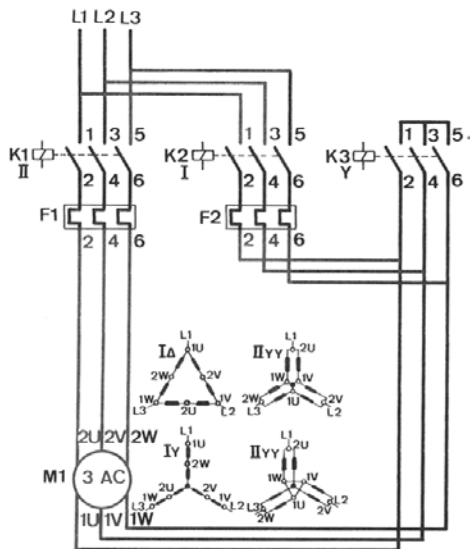 L1 L2 L3
1 3 5
K1
II
2 4 6
1 3 5
K2
I
2 4 6
1 3 5
K3
Y
2 4 6
F1
2 4 6
F2
2 4 6
I∆
L1
1U
2W 2V
1W 2U 1V
L3 L2
IIYY
L1
2U
1W 1V
2W 1U 2V
L3 L2
2U 2V 2W
M1 3 AC
1U 1V 1W
IY
L1
1U
2W
2U 2V
1W 1V
L3 L2
IIYY
L1
2U
1W 1V
L2
1U 2V
L3
2W